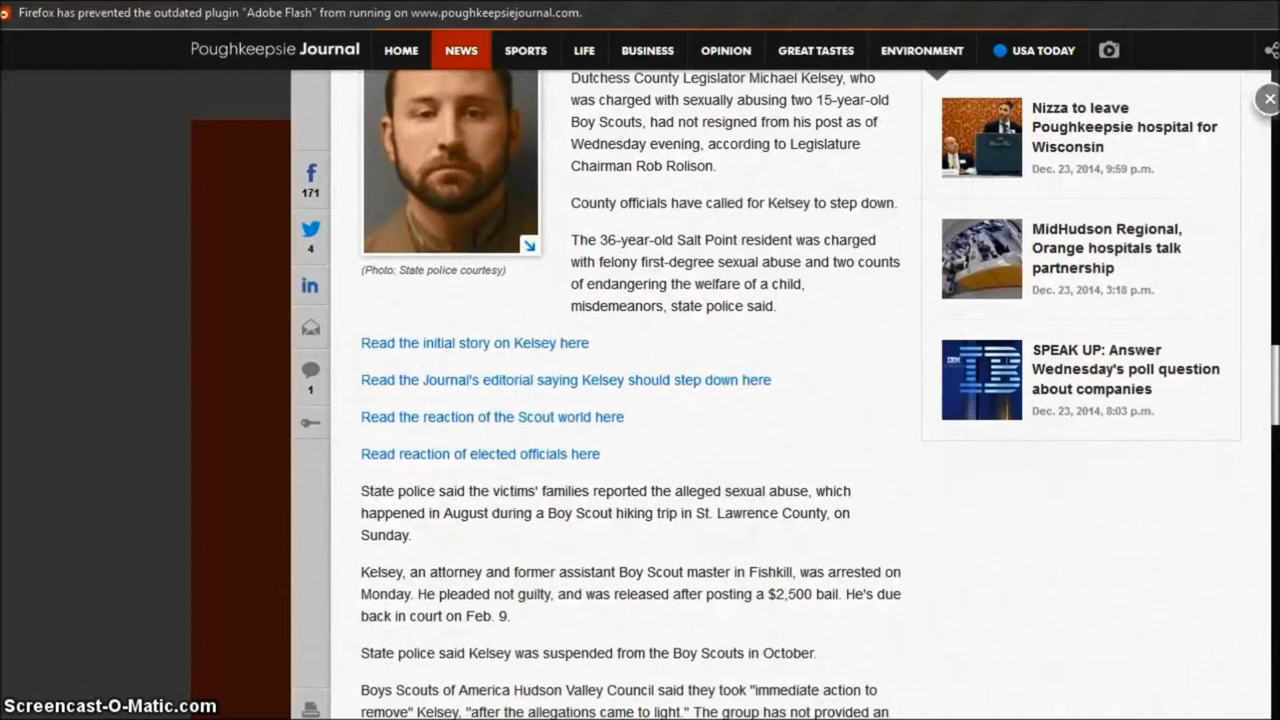 Firefox has prevented the outdated plugin "Adobe Flash" from running on www.poughkeepsiejournal.com.
Poughkeepsie Journal
HOME
NEWS
SPORTS
LIFE
BUSINESS
OPINION
GREAT TASTES
ENVIRONMENT
USA TODAY
171
4
in
1
(Photo: State police courtesy)
Dutchess County Legislator Michael Kelsey, who
was charged with sexually abusing two 15-year-old
Boy Scouts, had not resigned from his post as of
Wednesday evening, according to Legislature
Chairman Rob Rolison.
County officials have called for Kelsey to step down.
The 36-year-old Salt Point resident was charged
with felony first-degree sexual abuse and two counts
of endangering the welfare of a child,
misdemeanors, state police said.
Read the initial story on Kelsey here
Read the Journal's editorial saying Kelsey should step down here
Read the reaction of the Scout world here
Read reaction of elected officials here
State police said the victims' families reported the alleged sexual abuse, which
happened in August during a Boy Scout hiking trip in St. Lawrence County, on
Sunday.
Kelsey, an attorney and former assistant Boy Scout master in Fishkill, was arrested on
Monday. He pleaded not guilty, and was released after posting a $2,500 bail. He's due
back in court on Feb. 9.
State police said Kelsey was suspended from the Boy Scouts in October.
Boys Scouts of America Hudson Valley Council said they took "immediate action to
remove" Kelsey, "after the allegations came to light." The group has not provided an
Nizza to leave
Poughkeepsie hospital for
Wisconsin
Dec. 23, 2014, 9:59 p.m.
MidHudson Regional,
Orange hospitals talk
partnership
Dec. 23, 2014, 3:18 p.m.
SPEAK UP: Answer
Wednesday's poll question
about companies
Dec. 23, 2014, 8:03 p.m.
Screencast-O-Matic.com